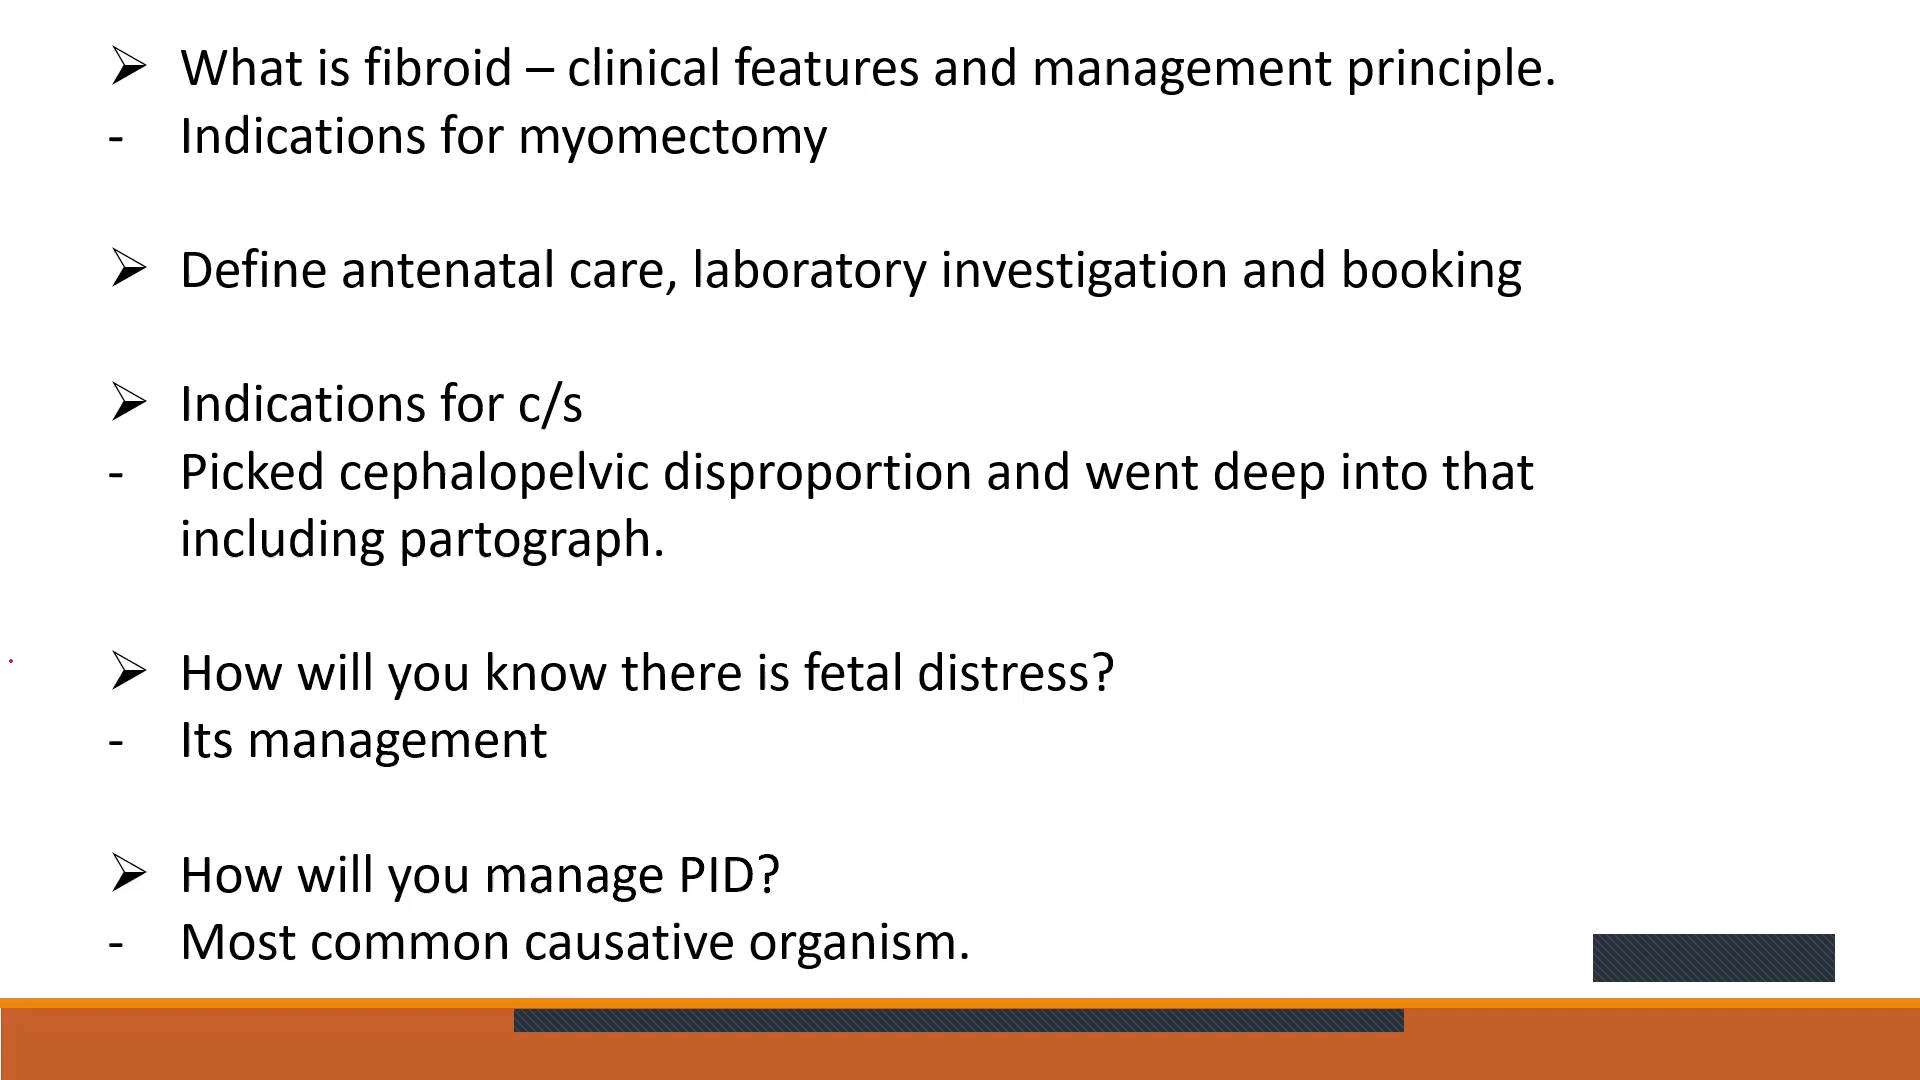 ➢ What is fibroid – clinical features and management principle.
- Indications for myomectomy
➢ Define antenatal care, laboratory investigation and booking
➢ Indications for c/s
- Picked cephalopelvic disproportion and went deep into that
including partograph.
➢ How will you know there is fetal distress?
- Its management
➢ How will you manage PID?
- Most common causative organism.